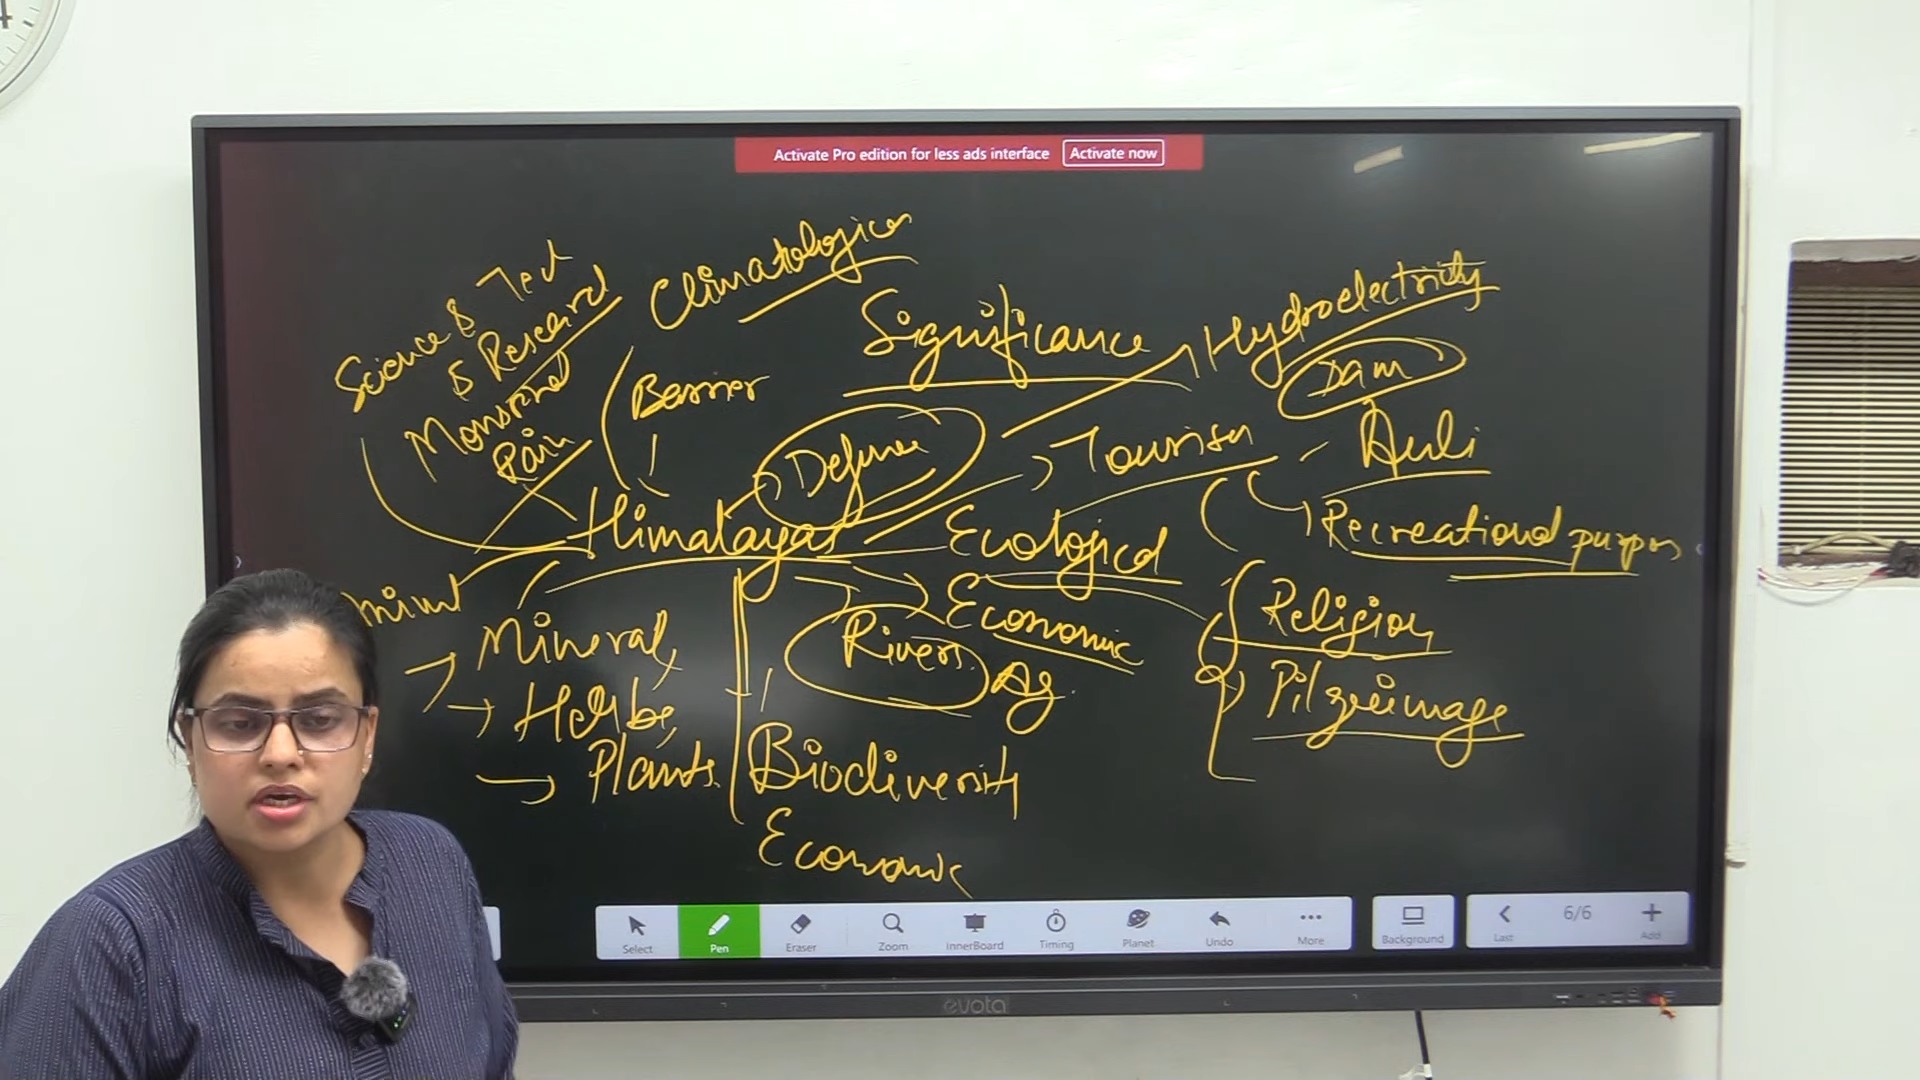 Activate Pro edition for less ads interface Activate now
Climatological
Science & Tech
Research
Monsoonal
Rain
Barrier
Significance
Hydroelectricity
Dam
Defense
Tourism
Auli
Himalayas
Ecological
Recreational purpose
Mineral
Herbs
Plants
Rivers
Ag.
Economic
Religion
Pilgrimage
Biodiversity
Economic
Select Pen Eraser Zoom InnerBoard Timing Planet Undo More Background Last 6/6 Add
evota